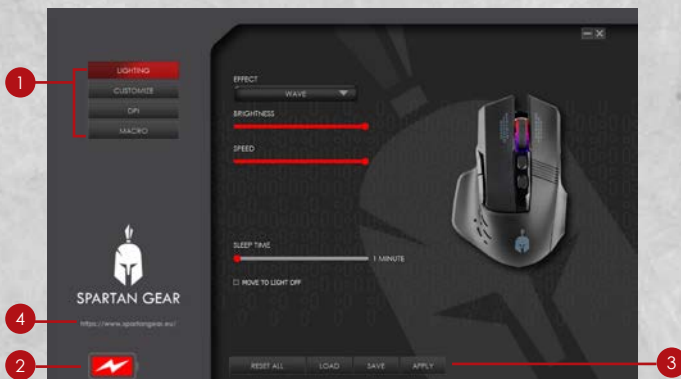 1
LIGHTING
CUSTOMIZE
DPI
MACRO
EFFECT
WAVE
BRIGHTNESS
SPEED
SLEEP TIME
1 MINUTE
MOVE TO LIGHT OFF
SPARTAN GEAR
4
https://www.spartangear.eu/
2
RESET ALL
LOAD
SAVE
APPLY
3